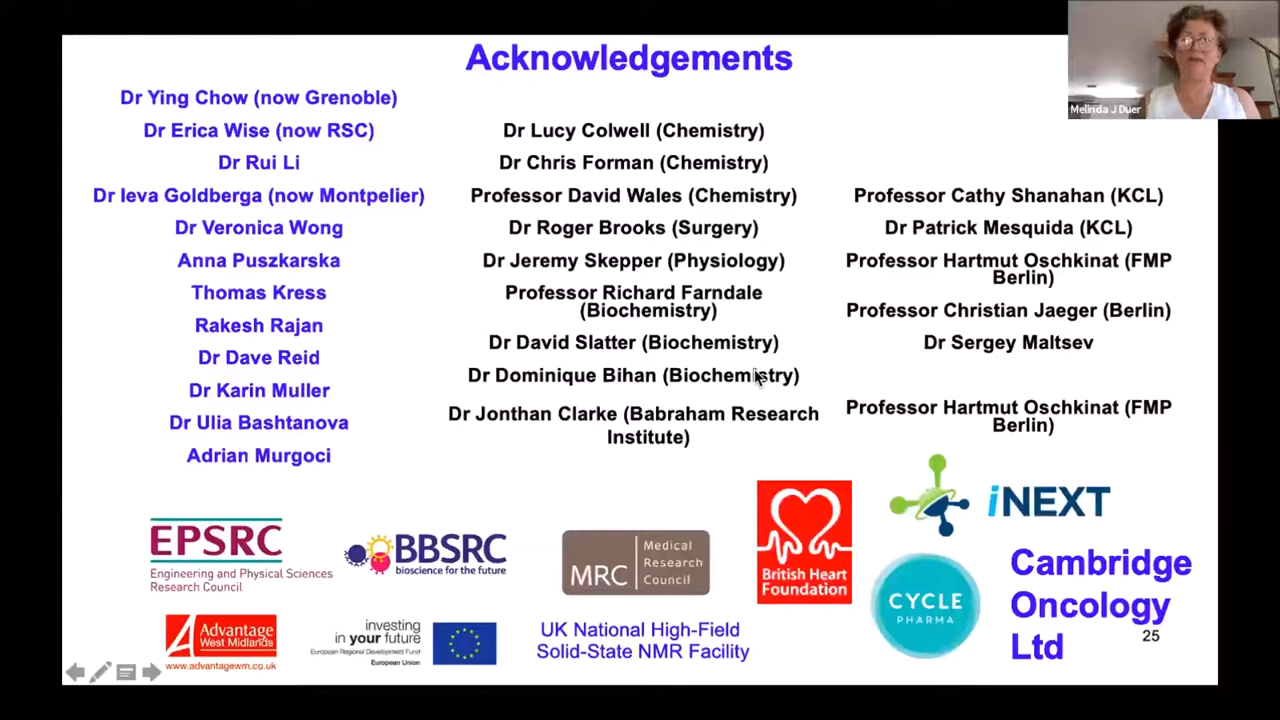 Acknowledgements
Melinda J Duer
Dr Ying Chow (now Grenoble)
Dr Erica Wise (now RSC)
Dr Rui Li
Dr Ieva Goldberga (now Montpelier)
Dr Veronica Wong
Anna Puszkarska
Thomas Kress
Rakesh Rajan
Dr Dave Reid
Dr Karin Muller
Dr Ulia Bashtanova
Adrian Murgoci
Dr Lucy Colwell (Chemistry)
Dr Chris Forman (Chemistry)
Professor David Wales (Chemistry)
Dr Roger Brooks (Surgery)
Dr Jeremy Skepper (Physiology)
Professor Richard Farndale
(Biochemistry)
Dr David Slatter (Biochemistry)
Dr Dominique Bihan (Biochemistry)
Dr Jonthan Clarke (Babraham Research
Institute)
Professor Cathy Shanahan (KCL)
Dr Patrick Mesquida (KCL)
Professor Hartmut Oschkinat (FMP
Berlin)
Professor Christian Jaeger (Berlin)
Dr Sergey Maltsev
Professor Hartmut Oschkinat (FMP
Berlin)
EPSRC
Engineering and Physical Sciences
Research Council
BBSRC
bioscience for the future
MRC
Medical
Research
Council
British Heart
Foundation
iNEXT
CYCLE
PHARMA
Cambridge
Oncology
Ltd
25
Advantage
West Midlands
www.advantagewm.co.uk
investing
in your future
European Regional Development Fund
European Union
UK National High-Field
Solid-State NMR Facility